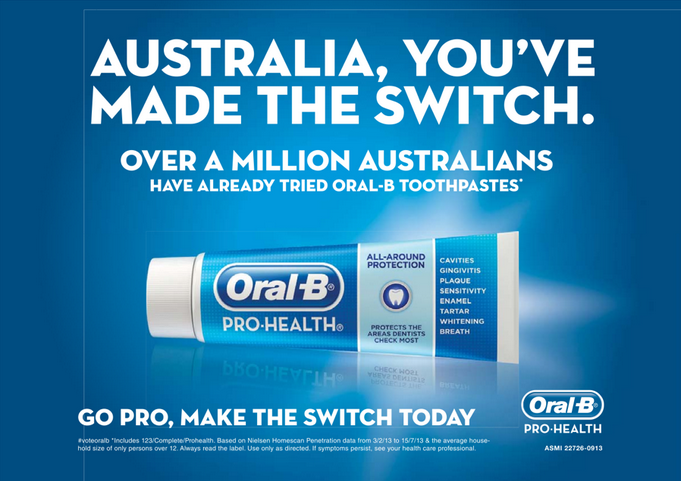 AUSTRALIA, YOU'VE
MADE THE SWITCH.
OVER A MILLION AUSTRALIANS
HAVE ALREADY TRIED ORAL-B TOOTHPASTES*
Oral-B®
PRO-HEALTH®
ALL-AROUND
PROTECTION
PROTECTS THE
AREAS DENTISTS
CHECK MOST
CAVITIES
GINGIVITIS
PLAQUE
SENSITIVITY
ENAMEL
TARTAR
WHITENING
BREATH
GO PRO, MAKE THE SWITCH TODAY
#voteoralb *Includes 123/Complete/Prohealth. Based on Nielsen Homescan Penetration data from 3/2/13 to 15/7/13 & the average house-
hold size of only persons over 12. Always read the label. Use only as directed. If symptoms persist, see your health care professional.
Oral-B®
PRO-HEALTH
ASMI 22726-0913